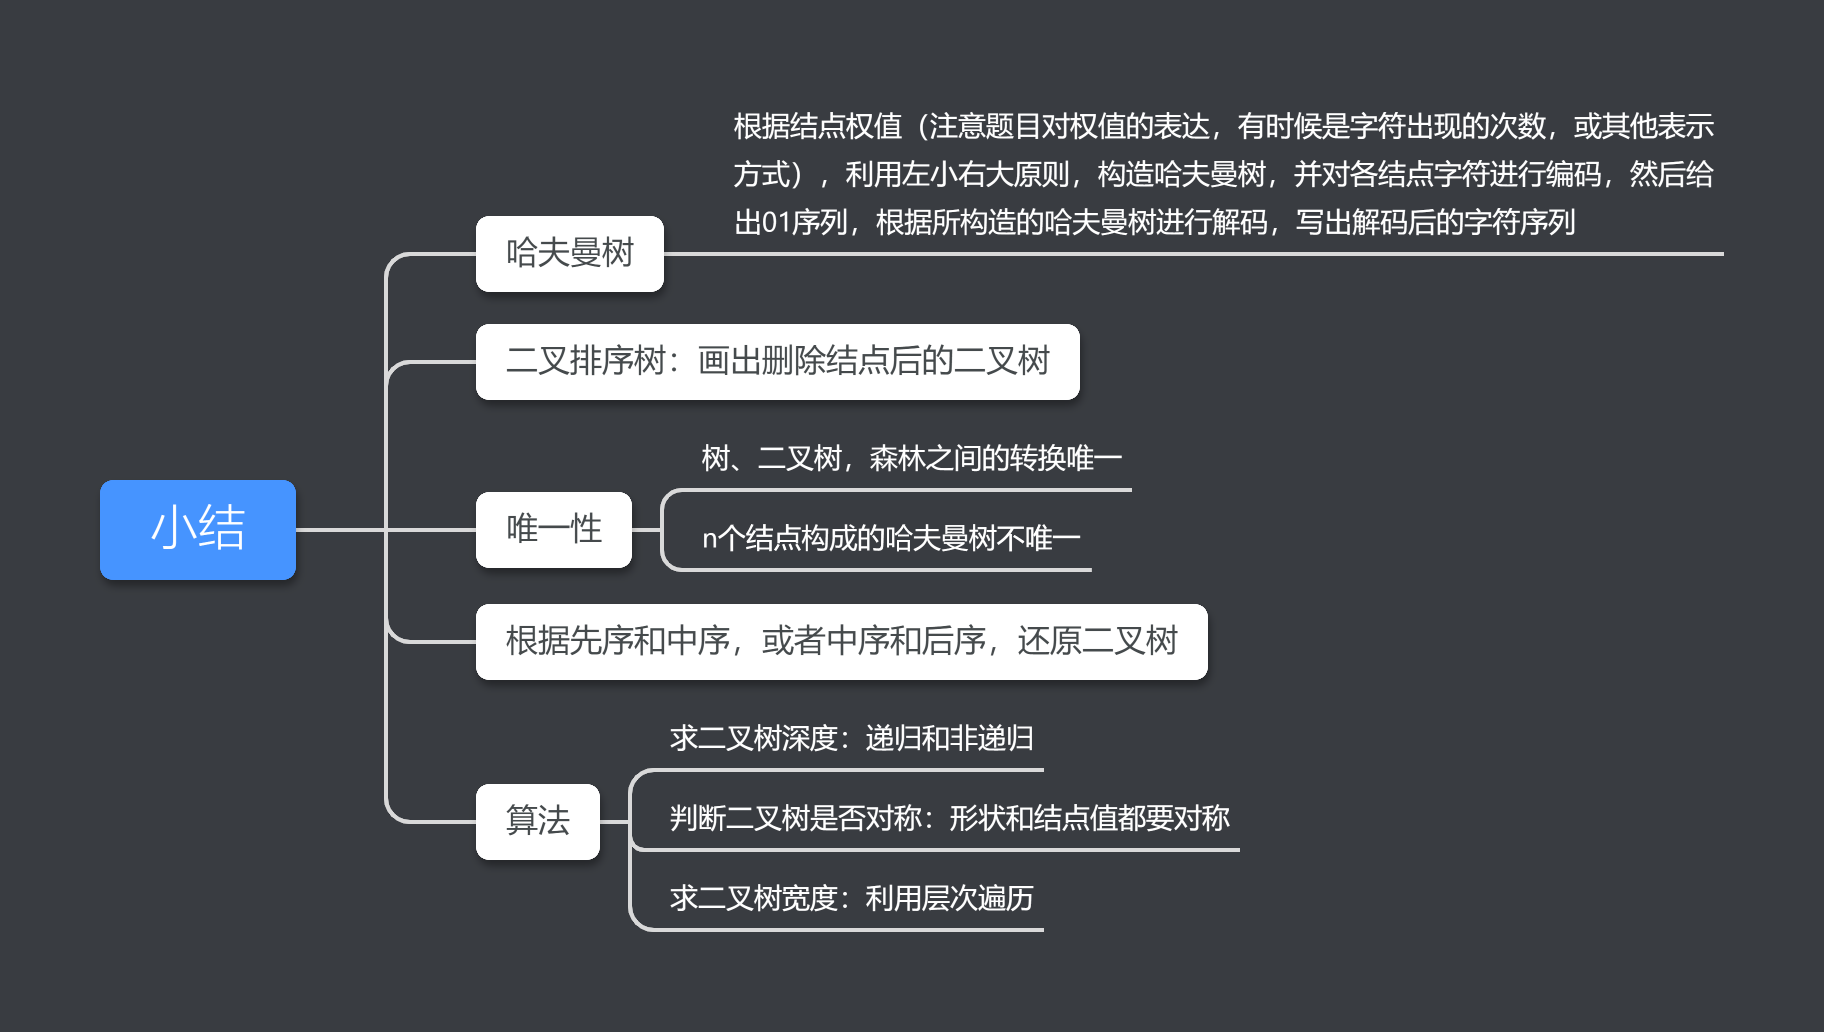 小结
哈夫曼树
根据结点权值（注意题目对权值的表达，有时候是字符出现的次数，或其他表示
方式），利用左小右大原则，构造哈夫曼树，并对各结点字符进行编码，然后给
出01序列，根据所构造的哈夫曼树进行解码，写出解码后的字符序列
二叉排序树：画出删除结点后的二叉树
唯一性
树、二叉树，森林之间的转换唯一
n个结点构成的哈夫曼树不唯一
根据先序和中序，或者中序和后序，还原二叉树
算法
求二叉树深度：递归和非递归
判断二叉树是否对称：形状和结点值都要对称
求二叉树宽度：利用层次遍历